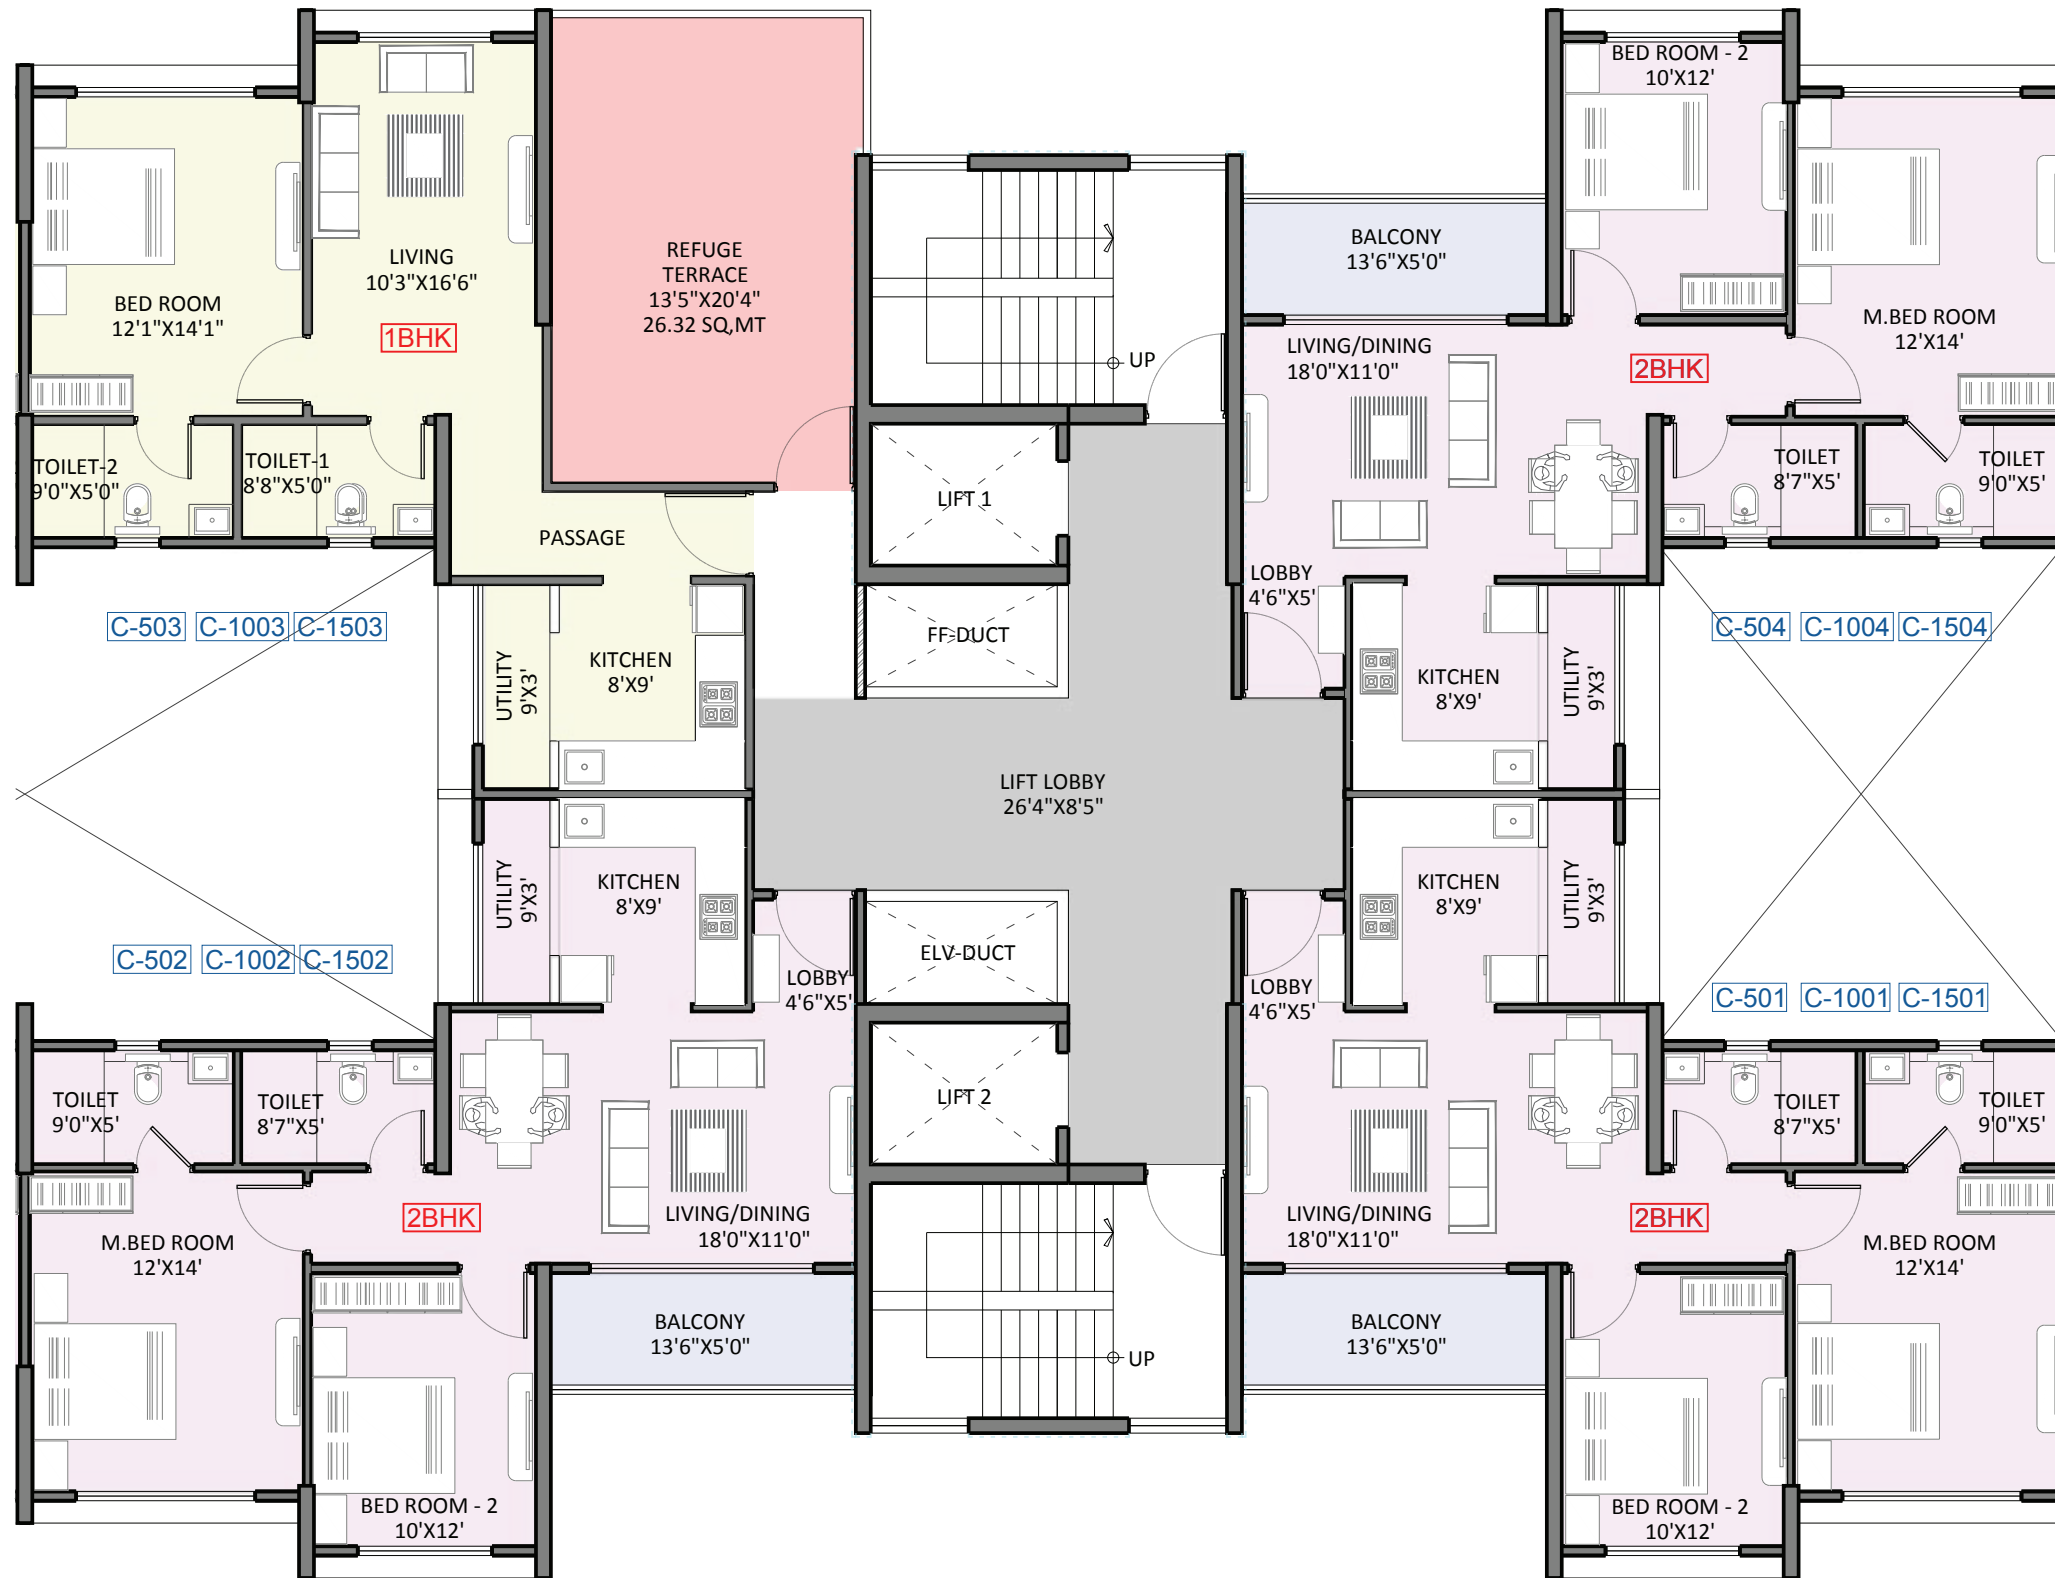 BED ROOM
12'1"X14'1"
LIVING
10'3"X16'6"
1BHK
REFUGE
TERRACE
13'5"X20'4"
26.32 SQ,MT
TOILET-2
9'0"X5'0"
TOILET-1
8'8"X5'0"
PASSAGE
C-503 C-1003 C-1503
UTILITY
9'X3'
KITCHEN
8'X9'
UP
LIFT 1
FF-DUCT
BALCONY
13'6"X5'0"
BED ROOM - 2
10'X12'
M.BED ROOM
12'X14'
LIVING/DINING
18'0"X11'0"
2BHK
TOILET
8'7"X5'
TOILET
9'0"X5'
LOBBY
4'6"X5'
KITCHEN
8'X9'
UTILITY
9'X3'
C-504 C-1004 C-1504
LIFT LOBBY
26'4"X8'5"
C-502 C-1002 C-1502
UTILITY
9'X3'
KITCHEN
8'X9'
LOBBY
4'6"X5'
TOILET
9'0"X5'
TOILET
8'7"X5'
2BHK
LIVING/DINING
18'0"X11'0"
M.BED ROOM
12'X14'
BED ROOM - 2
10'X12'
BALCONY
13'6"X5'0"
ELV-DUCT
LIFT 2
UP
KITCHEN
8'X9'
UTILITY
9'X3'
LOBBY
4'6"X5'
C-501 C-1001 C-1501
TOILET
8'7"X5'
TOILET
9'0"X5'
LIVING/DINING
18'0"X11'0"
2BHK
M.BED ROOM
12'X14'
BALCONY
13'6"X5'0"
BED ROOM - 2
10'X12'